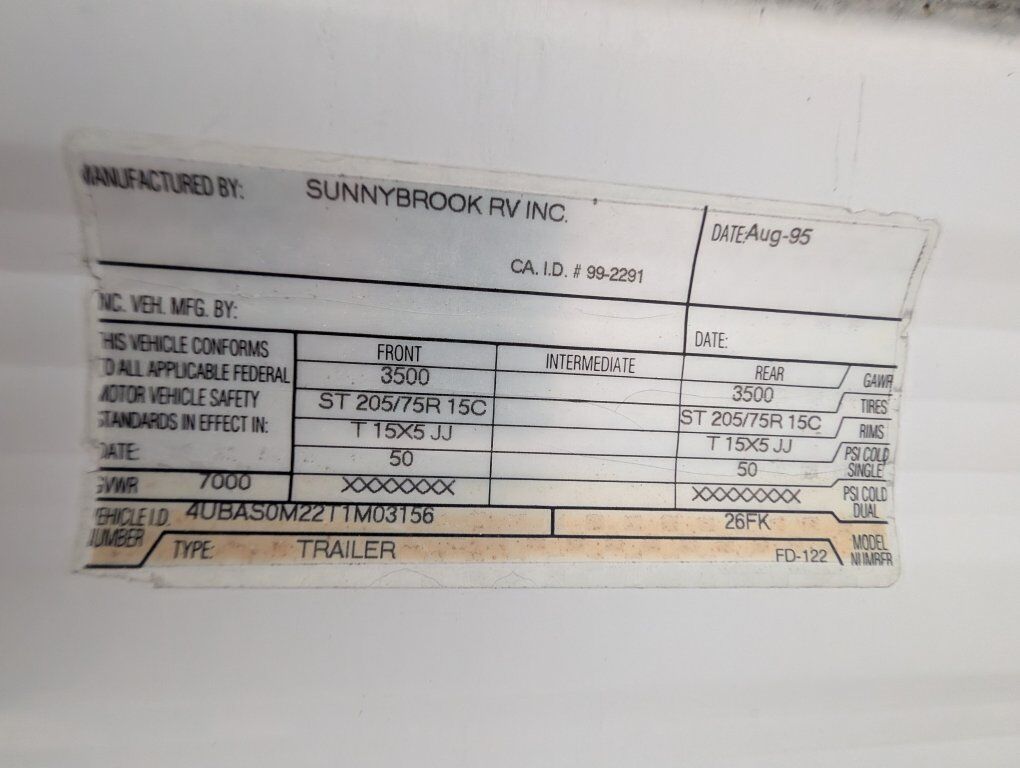 MANUFACTURED BY: SUNNYBROOK RV INC.
DATE: Aug-95
CA. I.D. # 99-2291
INC. VEH. MFG. BY:
DATE:
THIS VEHICLE CONFORMS
TO ALL APPLICABLE FEDERAL
MOTOR VEHICLE SAFETY
STANDARDS IN EFFECT IN:
DATE:
FRONT INTERMEDIATE REAR
3500 3500 GAWR
ST 205/75R 15C ST 205/75R 15C TIRES
T 15X5 JJ T 15X5 JJ RIMS
50 50 PSI COLD SINGLE
GVWR 7000 XXXXXXXX XXXXXXXX PSI COLD DUAL
VEHICLE I.D. NUMBER 4UBAS0M22T1M03156 26FK MODEL NUMBER
TYPE: TRAILER FD-122